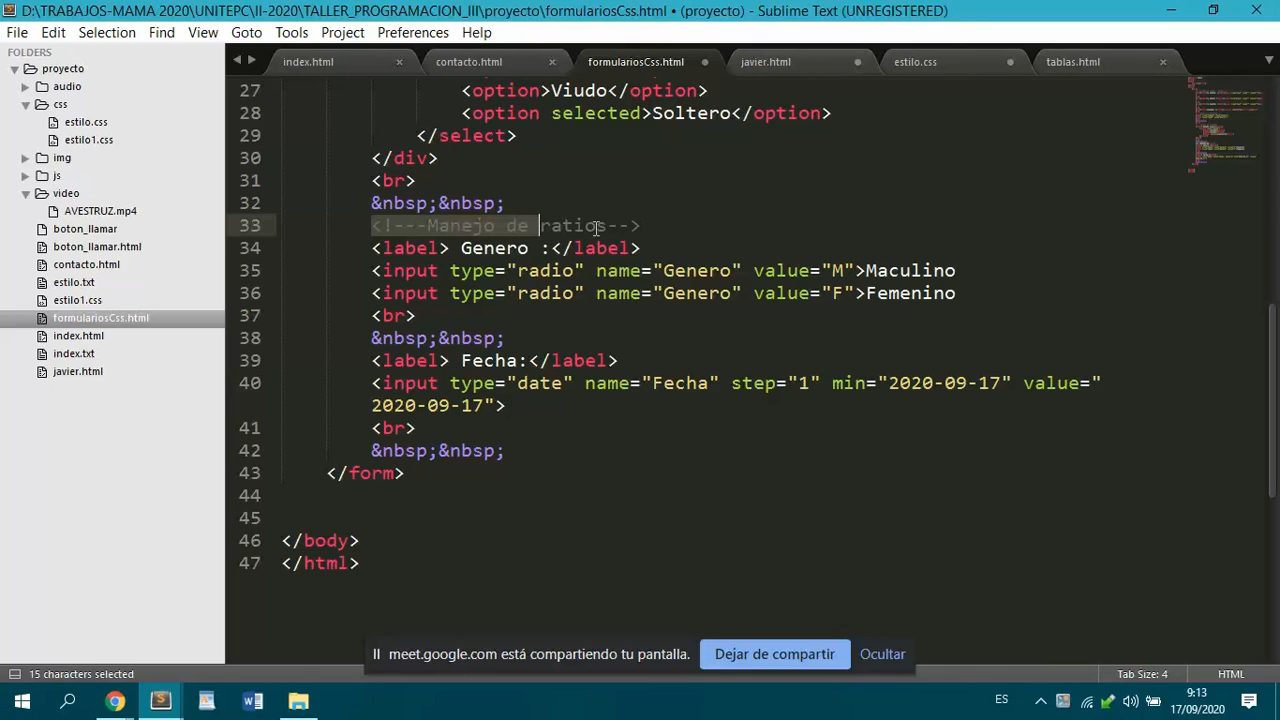 D:\TRABAJOS-MAMA 2020\UNITEPC\II-2020\TALLER_PROGRAMACION_III\proyecto\formulariosCss.html • (proyecto) - Sublime Text (UNREGISTERED)
File Edit Selection Find View Goto Tools Project Preferences Help
FOLDERS
proyecto
audio
css
estilo.css
estilo1.css
img
js
video
AVESTRUZ.mp4
boton_llamar
boton_llamar.html
contacto.html
estilo.txt
estilo1.css
formulariosCss.html
index.html
index.txt
javier.html
index.html contacto.html formulariosCss.html javier.html estilo.css tablas.html
27 <option>Viudo</option>
28 <option selected>Soltero</option>
29 </select>
30 </div>
31 <br>
32 &nbsp;&nbsp;
33 <!---Manejo de ratios-->
34 <label> Genero :</label>
35 <input type="radio" name="Genero" value="M">Maculino
36 <input type="radio" name="Genero" value="F">Femenino
37 <br>
38 &nbsp;&nbsp;
39 <label> Fecha:</label>
40 <input type="date" name="Fecha" step="1" min="2020-09-17" value="
2020-09-17">
41 <br>
42 &nbsp;&nbsp;
43 </form>
44
45
46 </body>
47 </html>
meet.google.com está compartiendo tu pantalla. Dejar de compartir Ocultar
15 characters selected Tab Size: 4 HTML
ES 9:13
17/09/2020